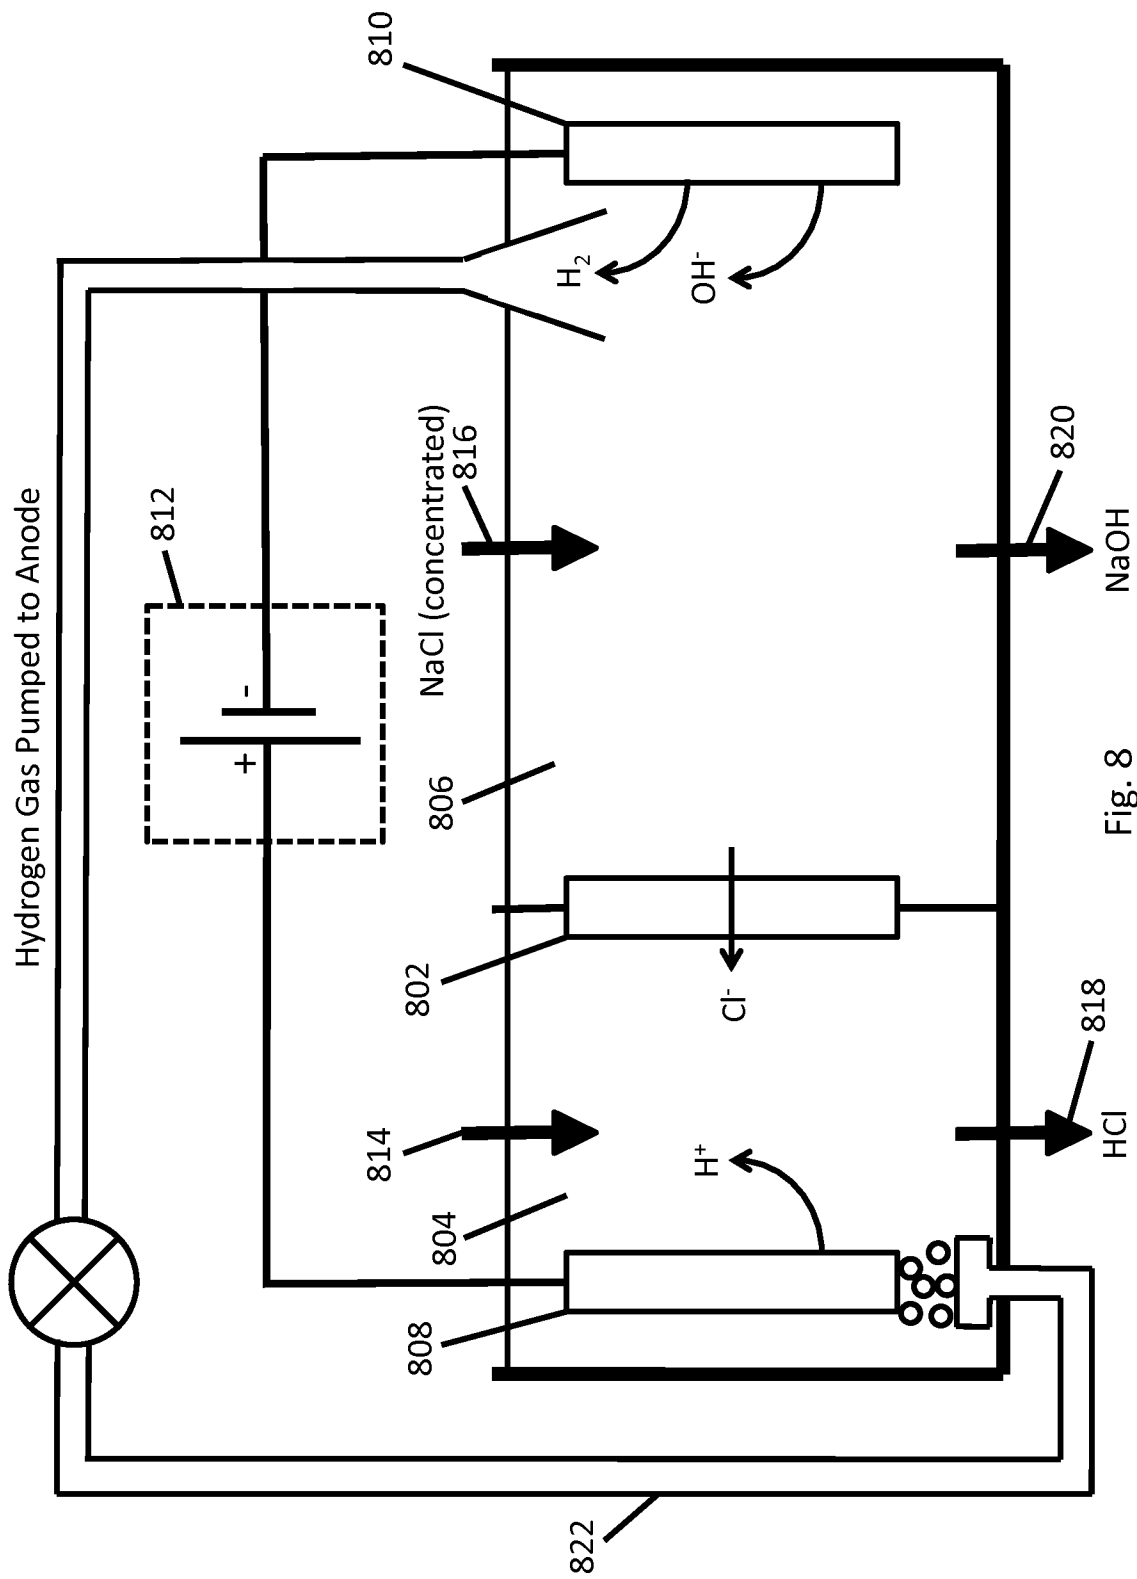 Hydrogen Gas Pumped to Anode
812
+
-
810
NaCl (concentrated)
816
814
804
806
802
808
H₂
OH⁻
Cl⁻
H⁺
822
818
HCl
820
NaOH
Fig. 8